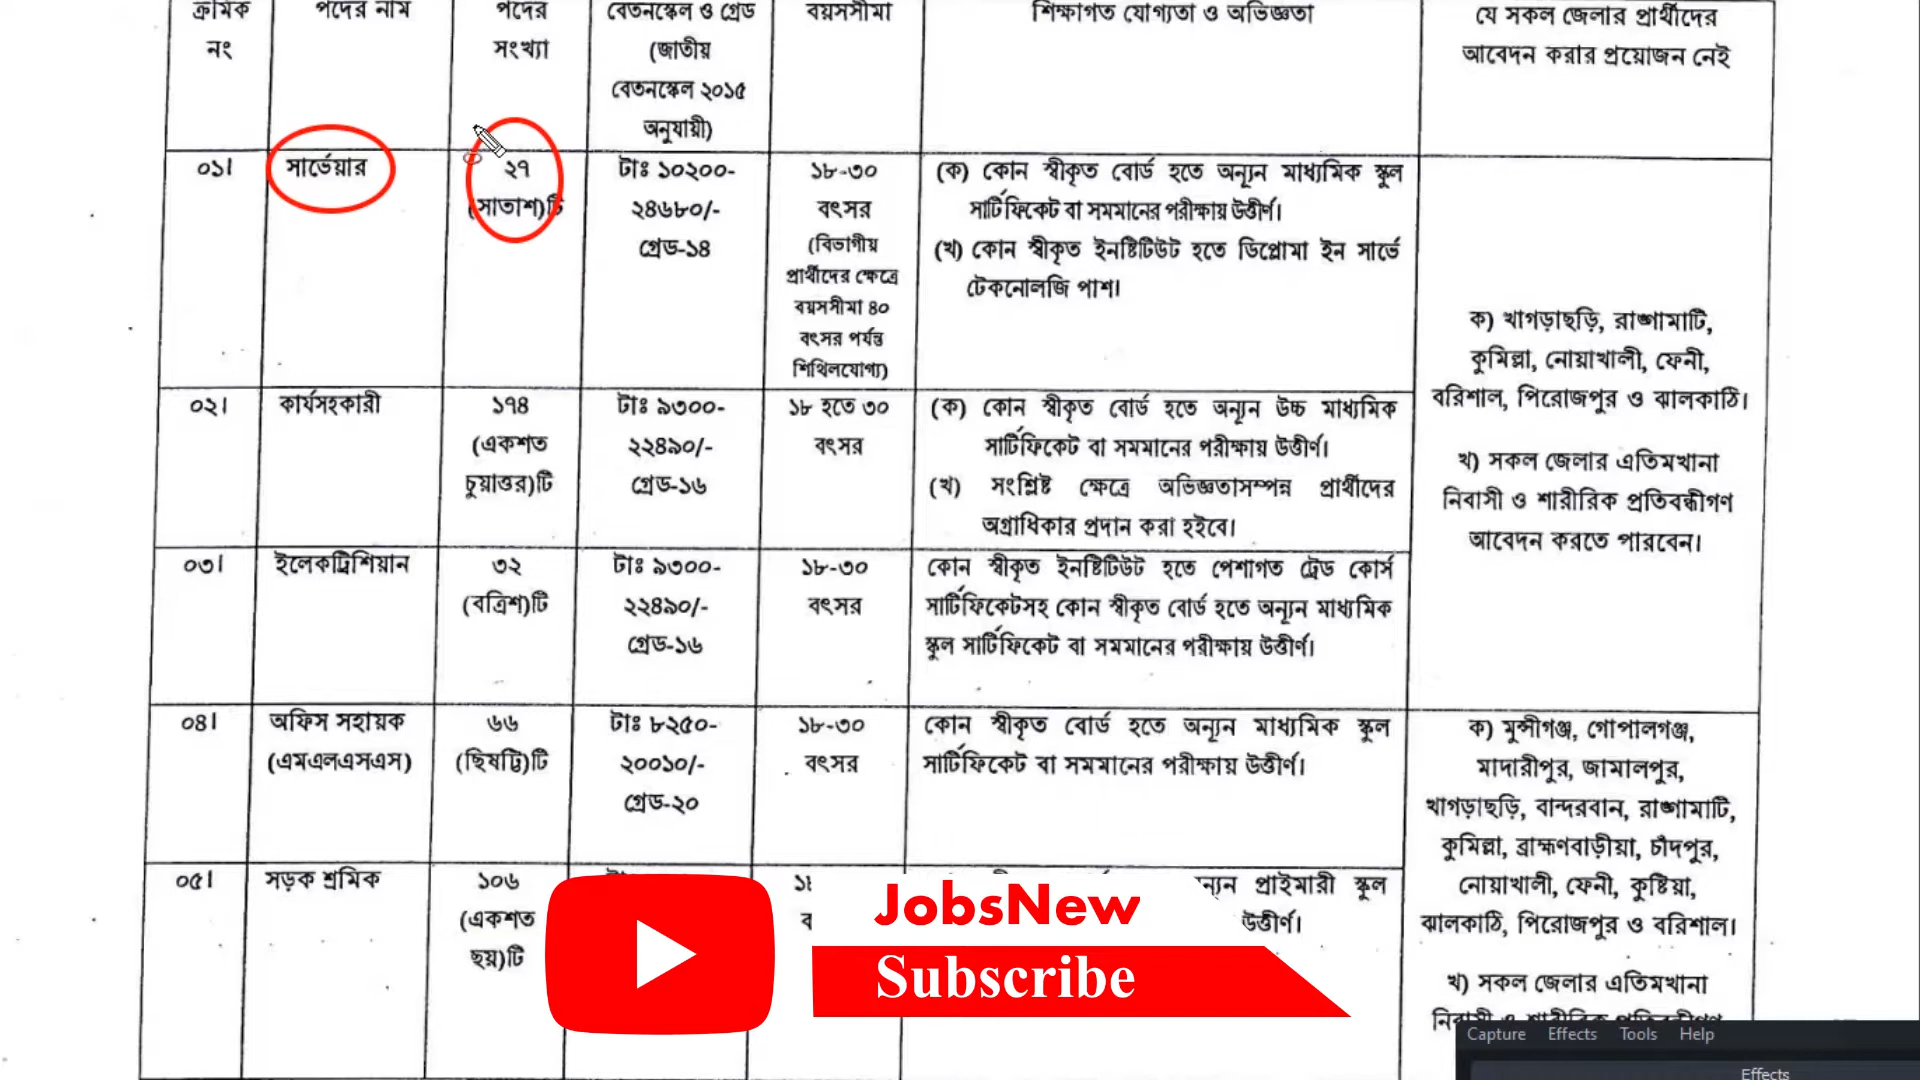 ক্রমিক নং
পদের নাম
পদের সংখ্যা
বেতনস্কেল ও গ্রেড
(জাতীয়
বেতনস্কেল ২০১৫
অনুযায়ী)
বয়সসীমা
শিক্ষাগত যোগ্যতা ও অভিজ্ঞতা
যে সকল জেলার প্রার্থীদের
আবেদন করার প্রয়োজন নেই
০১।
সার্ভেয়ার
২৭
(সাতাশ)টি
টাঃ ১০২০০-
২৪৬৮০/-
গ্রেড-১৪
১৮-৩০
বৎসর
(বিভাগীয়
প্রার্থীদের ক্ষেত্রে
বয়সসীমা ৪০
বৎসর পর্যন্ত
শিথিলযোগ্য)
(ক) কোন স্বীকৃত বোর্ড হতে অন্যূন মাধ্যমিক স্কুল
সার্টিফিকেট বা সমমানের পরীক্ষায় উত্তীর্ণ।
(খ) কোন স্বীকৃত ইনষ্টিটিউট হতে ডিপ্লোমা ইন সার্ভে
টেকনোলজি পাশ।
ক) খাগড়াছড়ি, রাঙ্গামাটি,
কুমিল্লা, নোয়াখালী, ফেনী,
বরিশাল, পিরোজপুর ও ঝালকাঠি।
খ) সকল জেলার এতিমখানা
নিবাসী ও শারীরিক প্রতিবন্ধীগণ
আবেদন করতে পারবেন।
০২।
কার্যসহকারী
১৭৪
(একশত
চুয়াত্তর)টি
টাঃ ৯৩০০-
২২৪৯০/-
গ্রেড-১৬
১৮ হতে ৩০
বৎসর
(ক) কোন স্বীকৃত বোর্ড হতে অন্যূন উচ্চ মাধ্যমিক
সার্টিফিকেট বা সমমানের পরীক্ষায় উত্তীর্ণ।
(খ) সংশ্লিষ্ট ক্ষেত্রে অভিজ্ঞতাসম্পন্ন প্রার্থীদের
অগ্রাধিকার প্রদান করা হইবে।
০৩।
ইলেকট্রিশিয়ান
৩২
(বত্রিশ)টি
টাঃ ৯৩০০-
২২৪৯০/-
গ্রেড-১৬
১৮-৩০
বৎসর
কোন স্বীকৃত ইনষ্টিটিউট হতে পেশাগত ট্রেড কোর্স
সার্টিফিকেটসহ কোন স্বীকৃত বোর্ড হতে অন্যূন মাধ্যমিক
স্কুল সার্টিফিকেট বা সমমানের পরীক্ষায় উত্তীর্ণ।
০৪।
অফিস সহায়ক
(এমএলএসএস)
৬৬
(ছিষট্টি)টি
টাঃ ৮২৫০-
২০০১০/-
গ্রেড-২০
১৮-৩০
বৎসর
কোন স্বীকৃত বোর্ড হতে অন্যূন মাধ্যমিক স্কুল
সার্টিফিকেট বা সমমানের পরীক্ষায় উত্তীর্ণ।
ক) মুন্সীগঞ্জ, গোপালগঞ্জ,
মাদারীপুর, জামালপুর,
খাগড়াছড়ি, বান্দরবান, রাঙ্গামাটি,
কুমিল্লা, ব্রাহ্মণবাড়ীয়া, চাঁদপুর,
নোয়াখালী, ফেনী, কুষ্টিয়া,
ঝালকাঠি, পিরোজপুর ও বরিশাল।
খ) সকল জেলার এতিমখানা
০৫।
সড়ক শ্রমিক
১০৬
(একশত
ছয়)টি
প্রাইমারী স্কুল
উত্তীর্ণ।
JobsNew
Subscribe
Capture Effects Tools Help
Effects